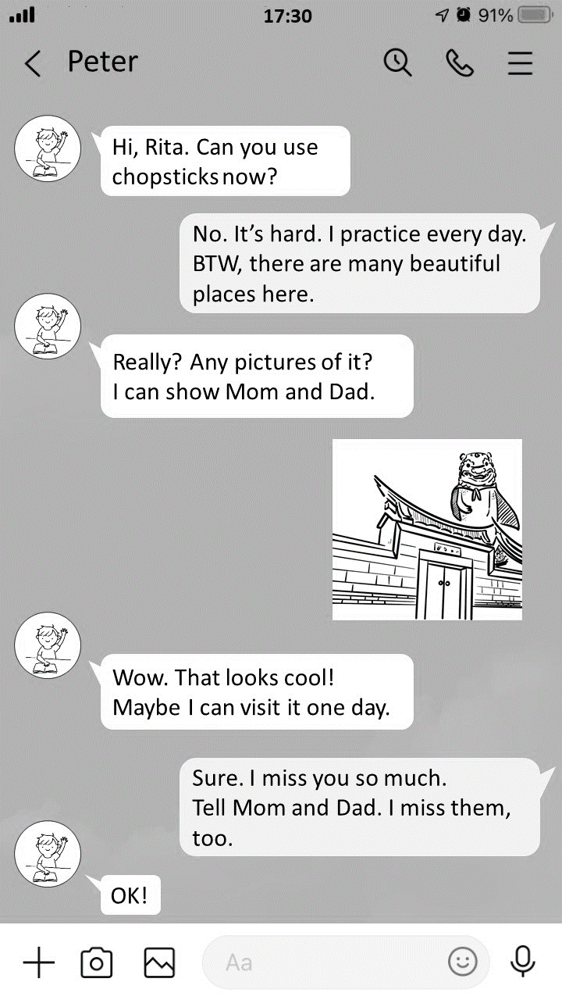 17:30
91%
Peter
Hi, Rita. Can you use
chopsticks now?
No. It’s hard. I practice every day.
BTW, there are many beautiful
places here.
Really? Any pictures of it?
I can show Mom and Dad.
Wow. That looks cool!
Maybe I can visit it one day.
Sure. I miss you so much.
Tell Mom and Dad. I miss them,
too.
OK!
Aa